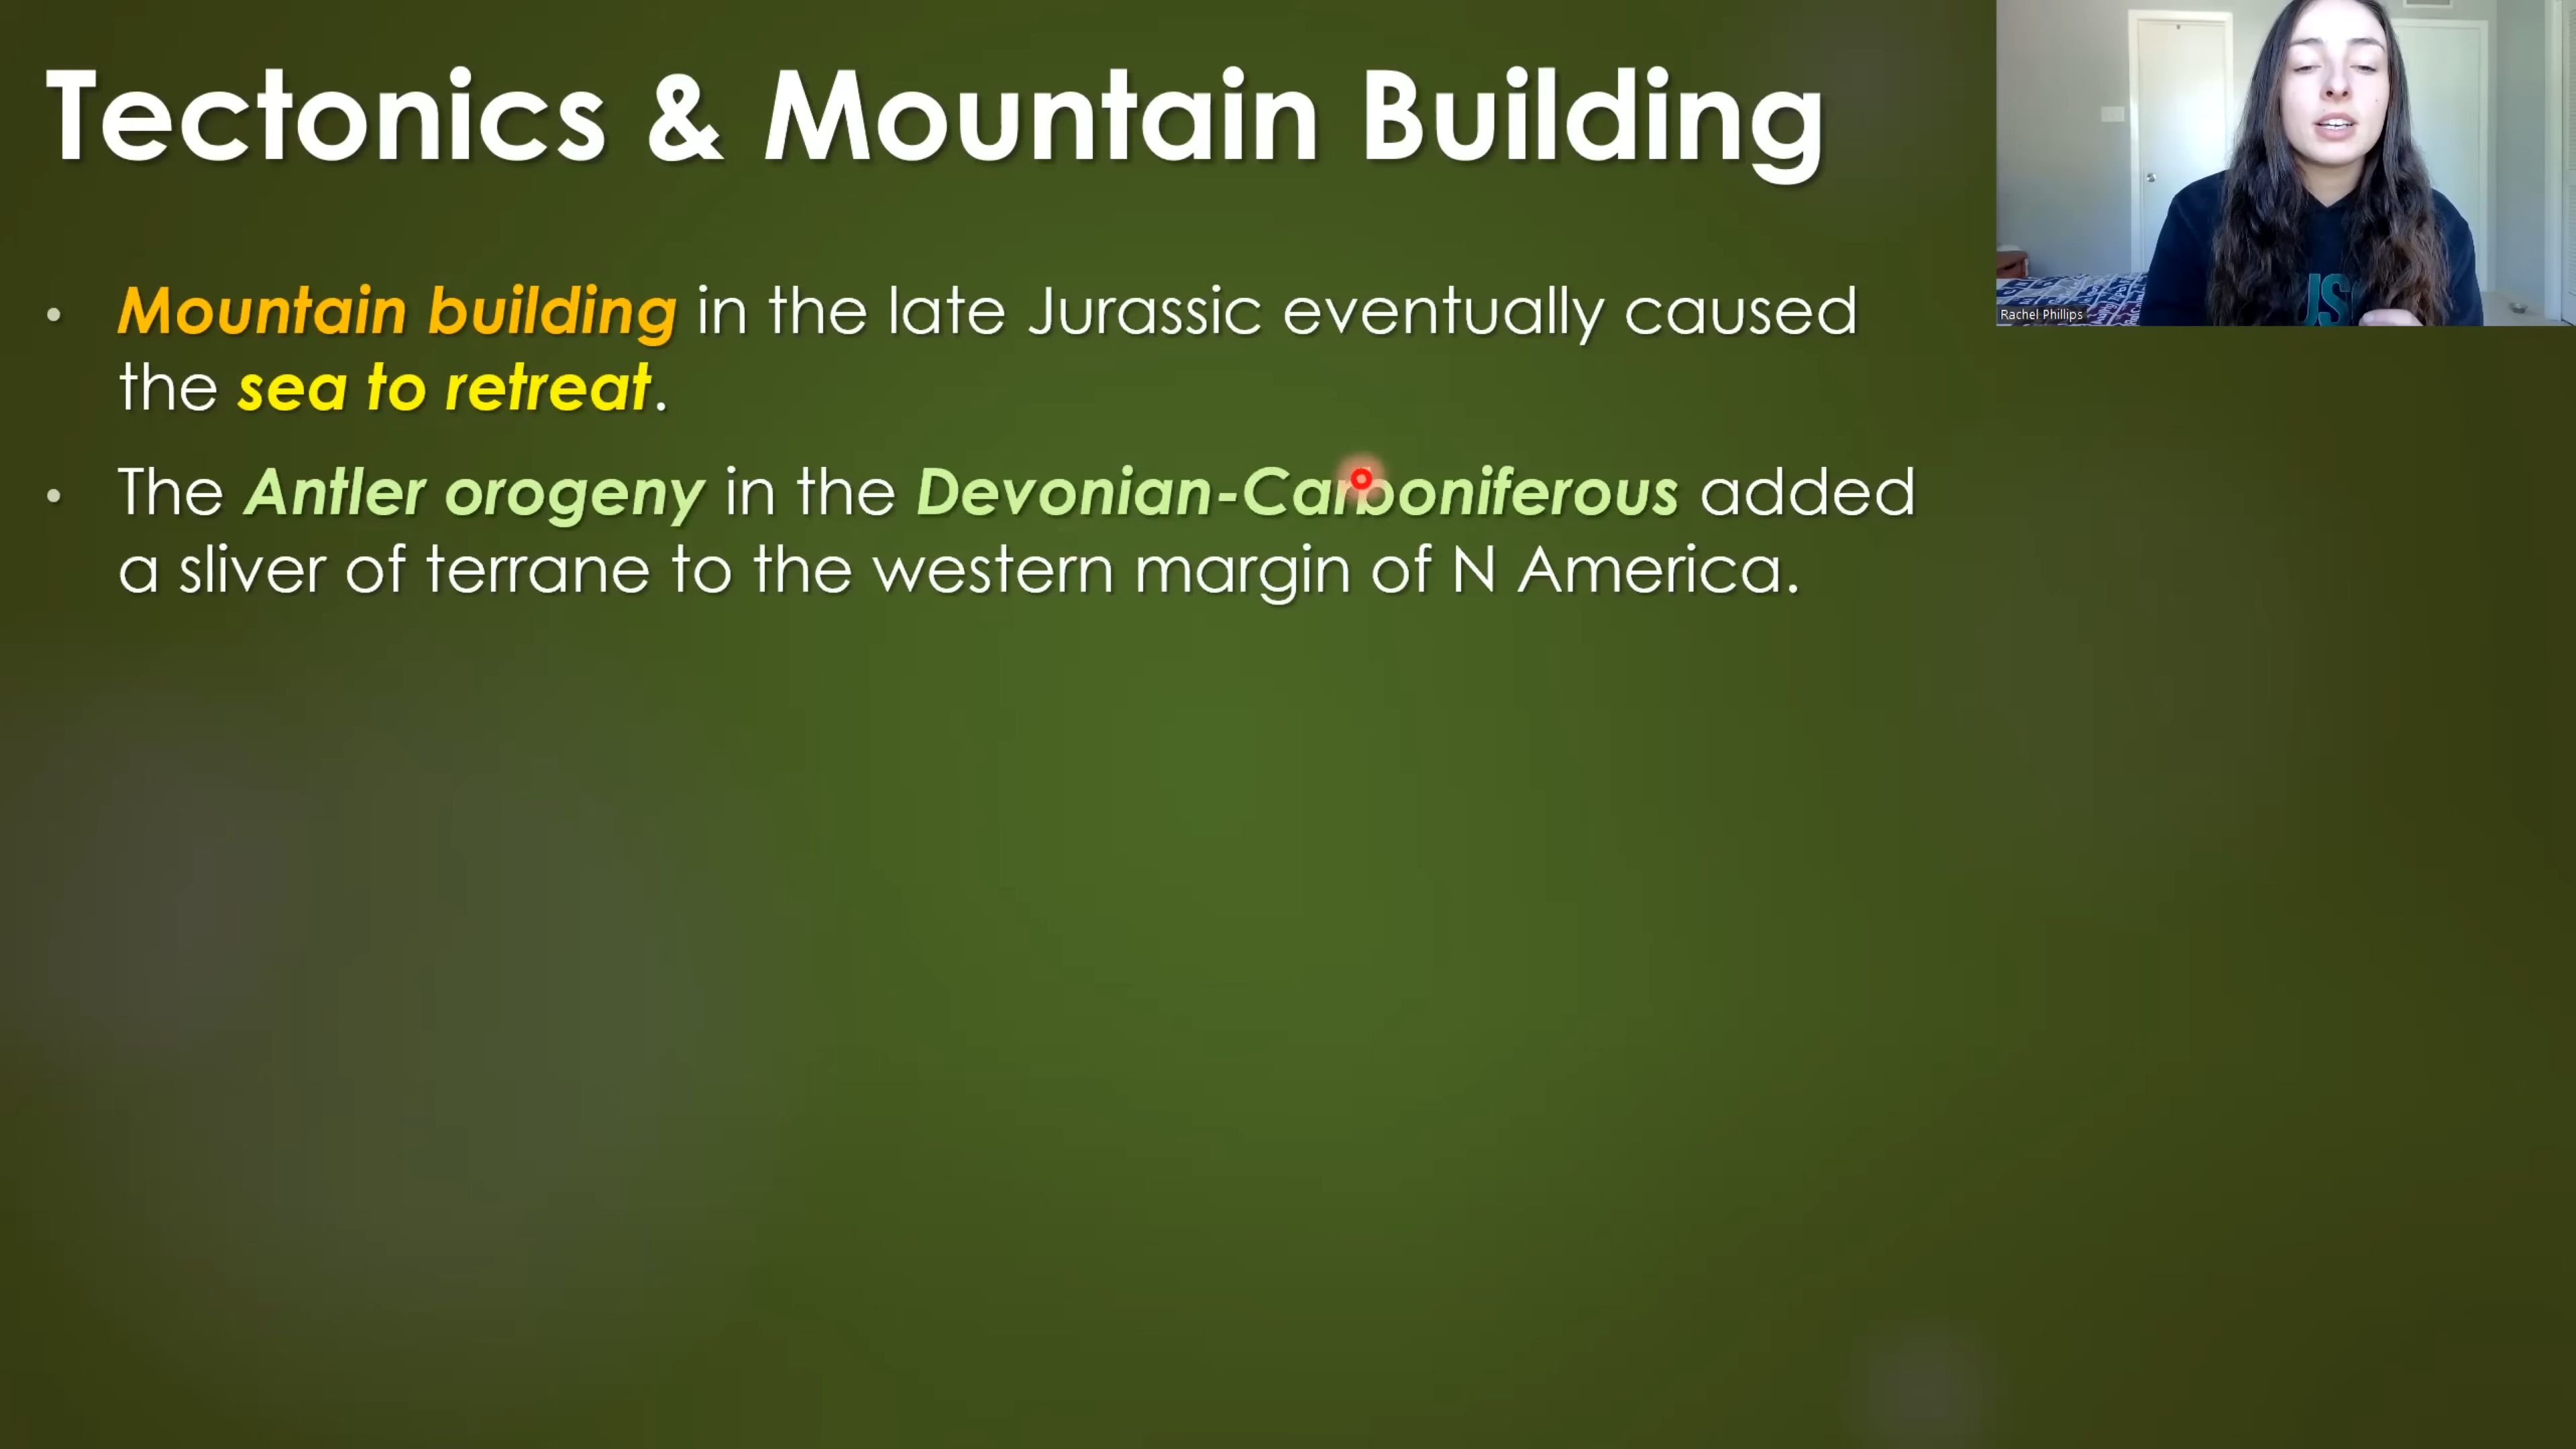 Tectonics & Mountain Building
• Mountain building in the late Jurassic eventually caused
the sea to retreat.
• The Antler orogeny in the Devonian-Carboniferous added
a sliver of terrane to the western margin of N America.
Rachel Phillips